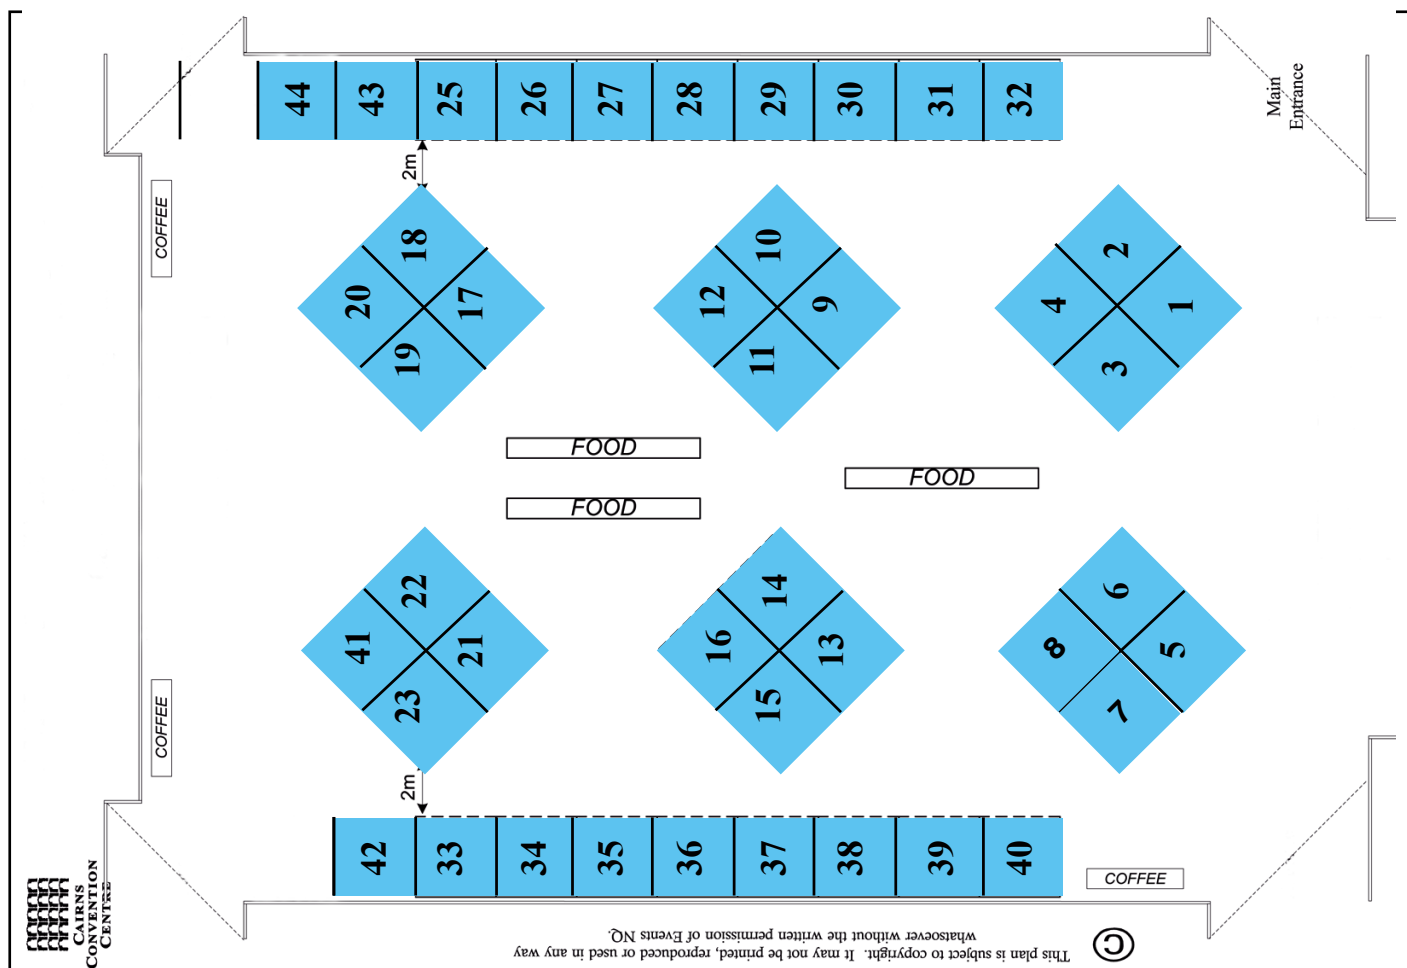 44
43
25
26
27
28
29
30
31
32
Main
Entrance
2m
COFFEE
18
20
17
19
10
12
9
11
2
4
1
3
FOOD
FOOD
FOOD
22
41
21
23
14
16
13
15
6
8
5
7
COFFEE
2m
42
33
34
35
36
37
38
39
40
COFFEE
CAIRNS
CONVENTION
CENTRE
This plan is subject to copyright. It may not be printed, reproduced or used in any way
whatsoever without the written permission of Events NQ.
©